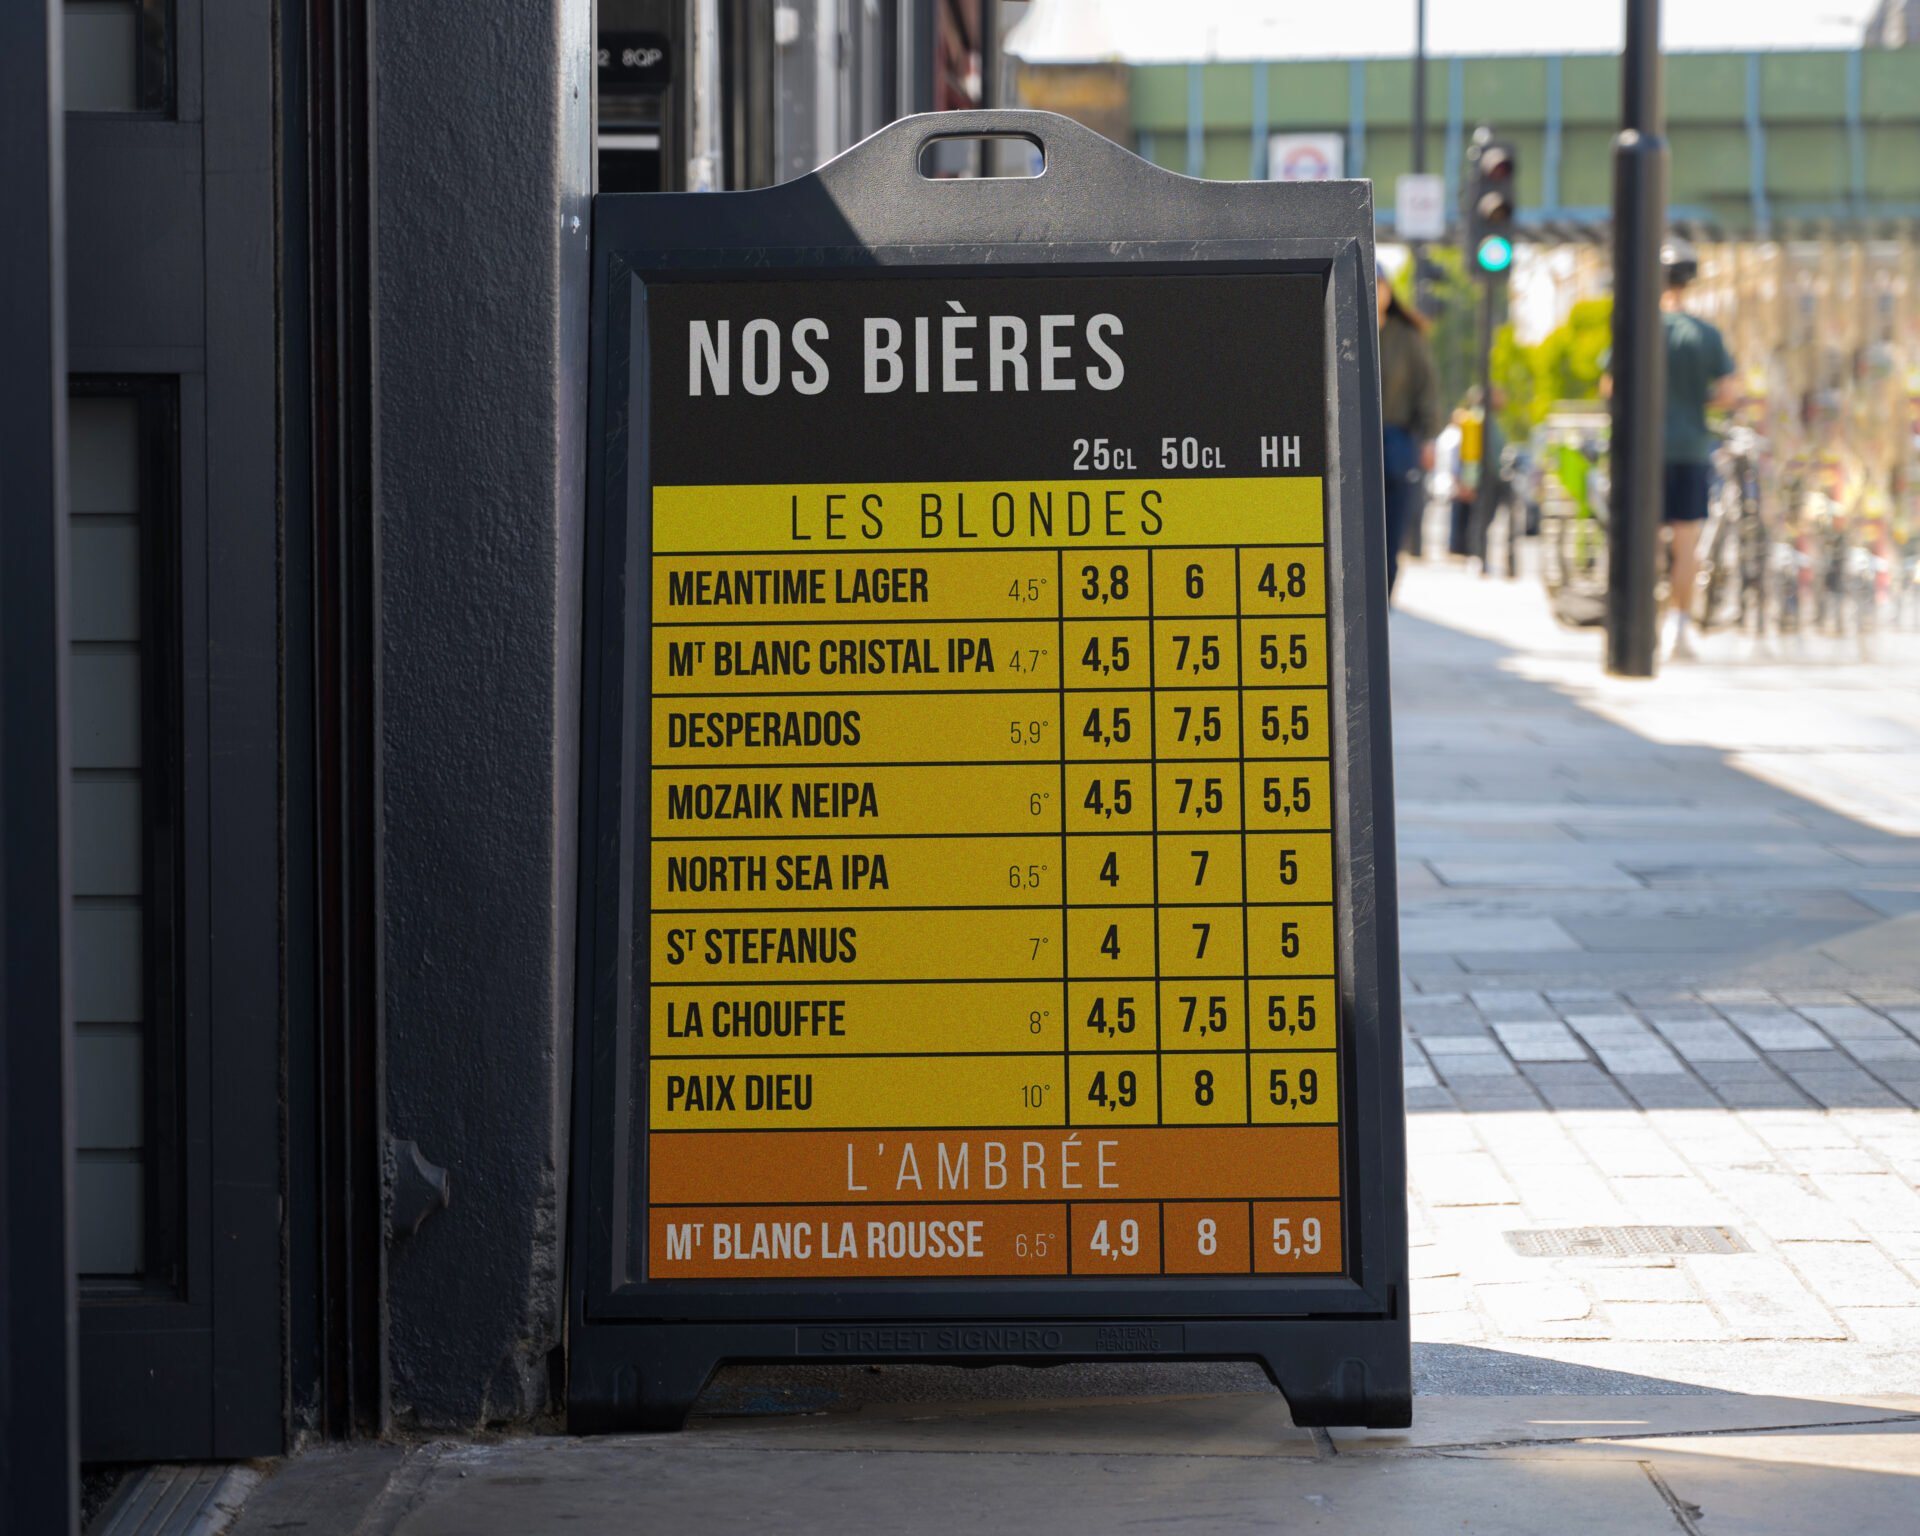 2 8QP
NOS BIÈRES
25CL 50CL HH
LES BLONDES
MEANTIME LAGER 4,5° 3,8 6 4,8
Mᵀ BLANC CRISTAL IPA 4,7° 4,5 7,5 5,5
DESPERADOS 5,9° 4,5 7,5 5,5
MOZAIK NEIPA 6° 4,5 7,5 5,5
NORTH SEA IPA 6,5° 4 7 5
Sᵀ STEFANUS 7° 4 7 5
LA CHOUFFE 8° 4,5 7,5 5,5
PAIX DIEU 10° 4,9 8 5,9
L'AMBRÉE
Mᵀ BLANC LA ROUSSE 6,5° 4,9 8 5,9
STREET SIGNPRO PATENT PENDING